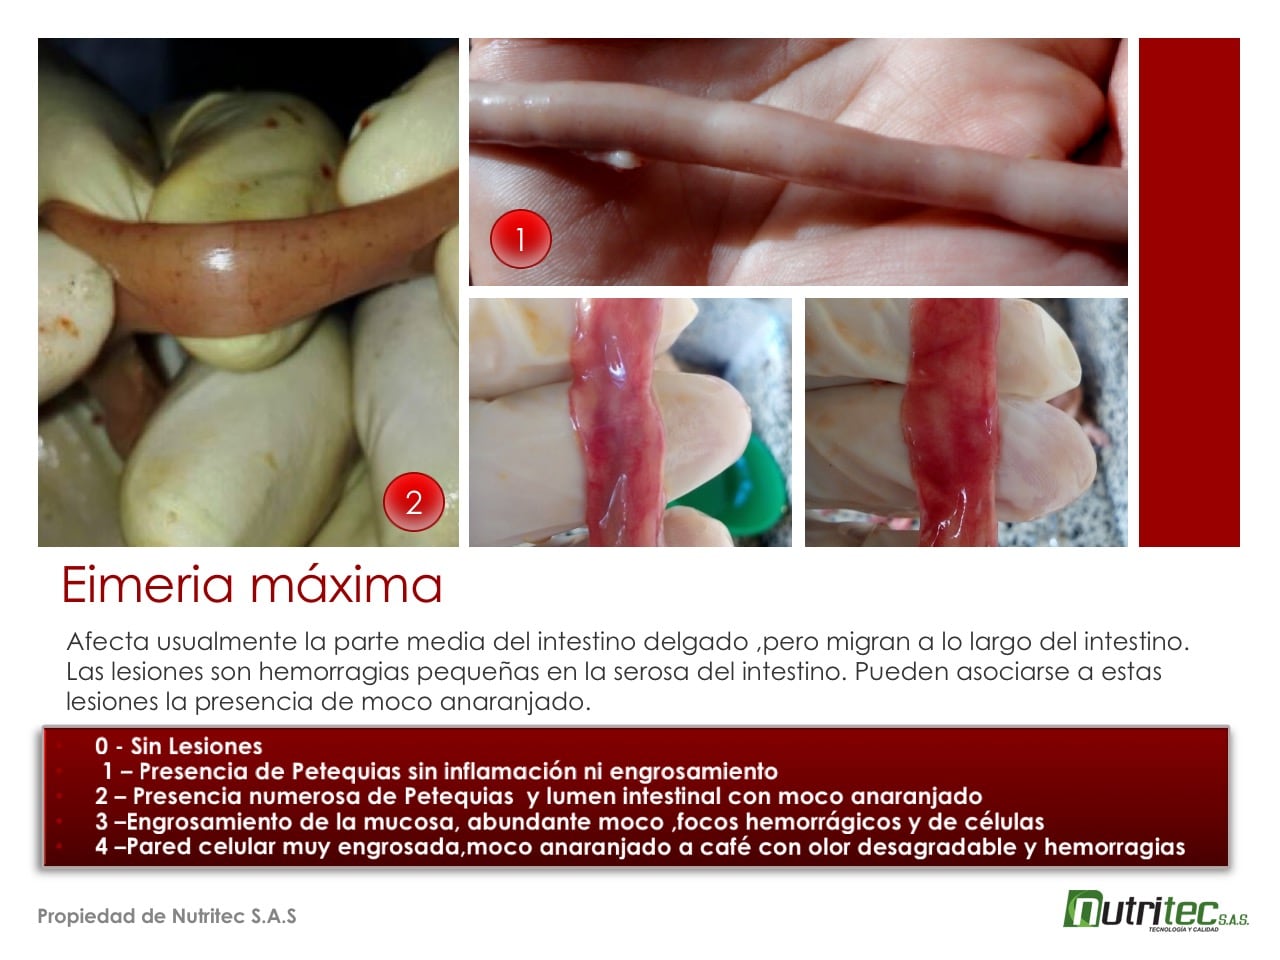 1
2
Eimeria máxima
Afecta usualmente la parte media del intestino delgado ,pero migran a lo largo del intestino.
Las lesiones son hemorragias pequeñas en la serosa del intestino. Pueden asociarse a estas
lesiones la presencia de moco anaranjado.
• 0 - Sin Lesiones
• 1 – Presencia de Petequias sin inflamación ni engrosamiento
• 2 – Presencia numerosa de Petequias y lumen intestinal con moco anaranjado
• 3 –Engrosamiento de la mucosa, abundante moco ,focos hemorrágicos y de células
• 4 –Pared celular muy engrosada,moco anaranjado a café con olor desagradable y hemorragias
Propiedad de Nutritec S.A.S
nutritec S.A.S.
TECNOLOGÍA Y CALIDAD